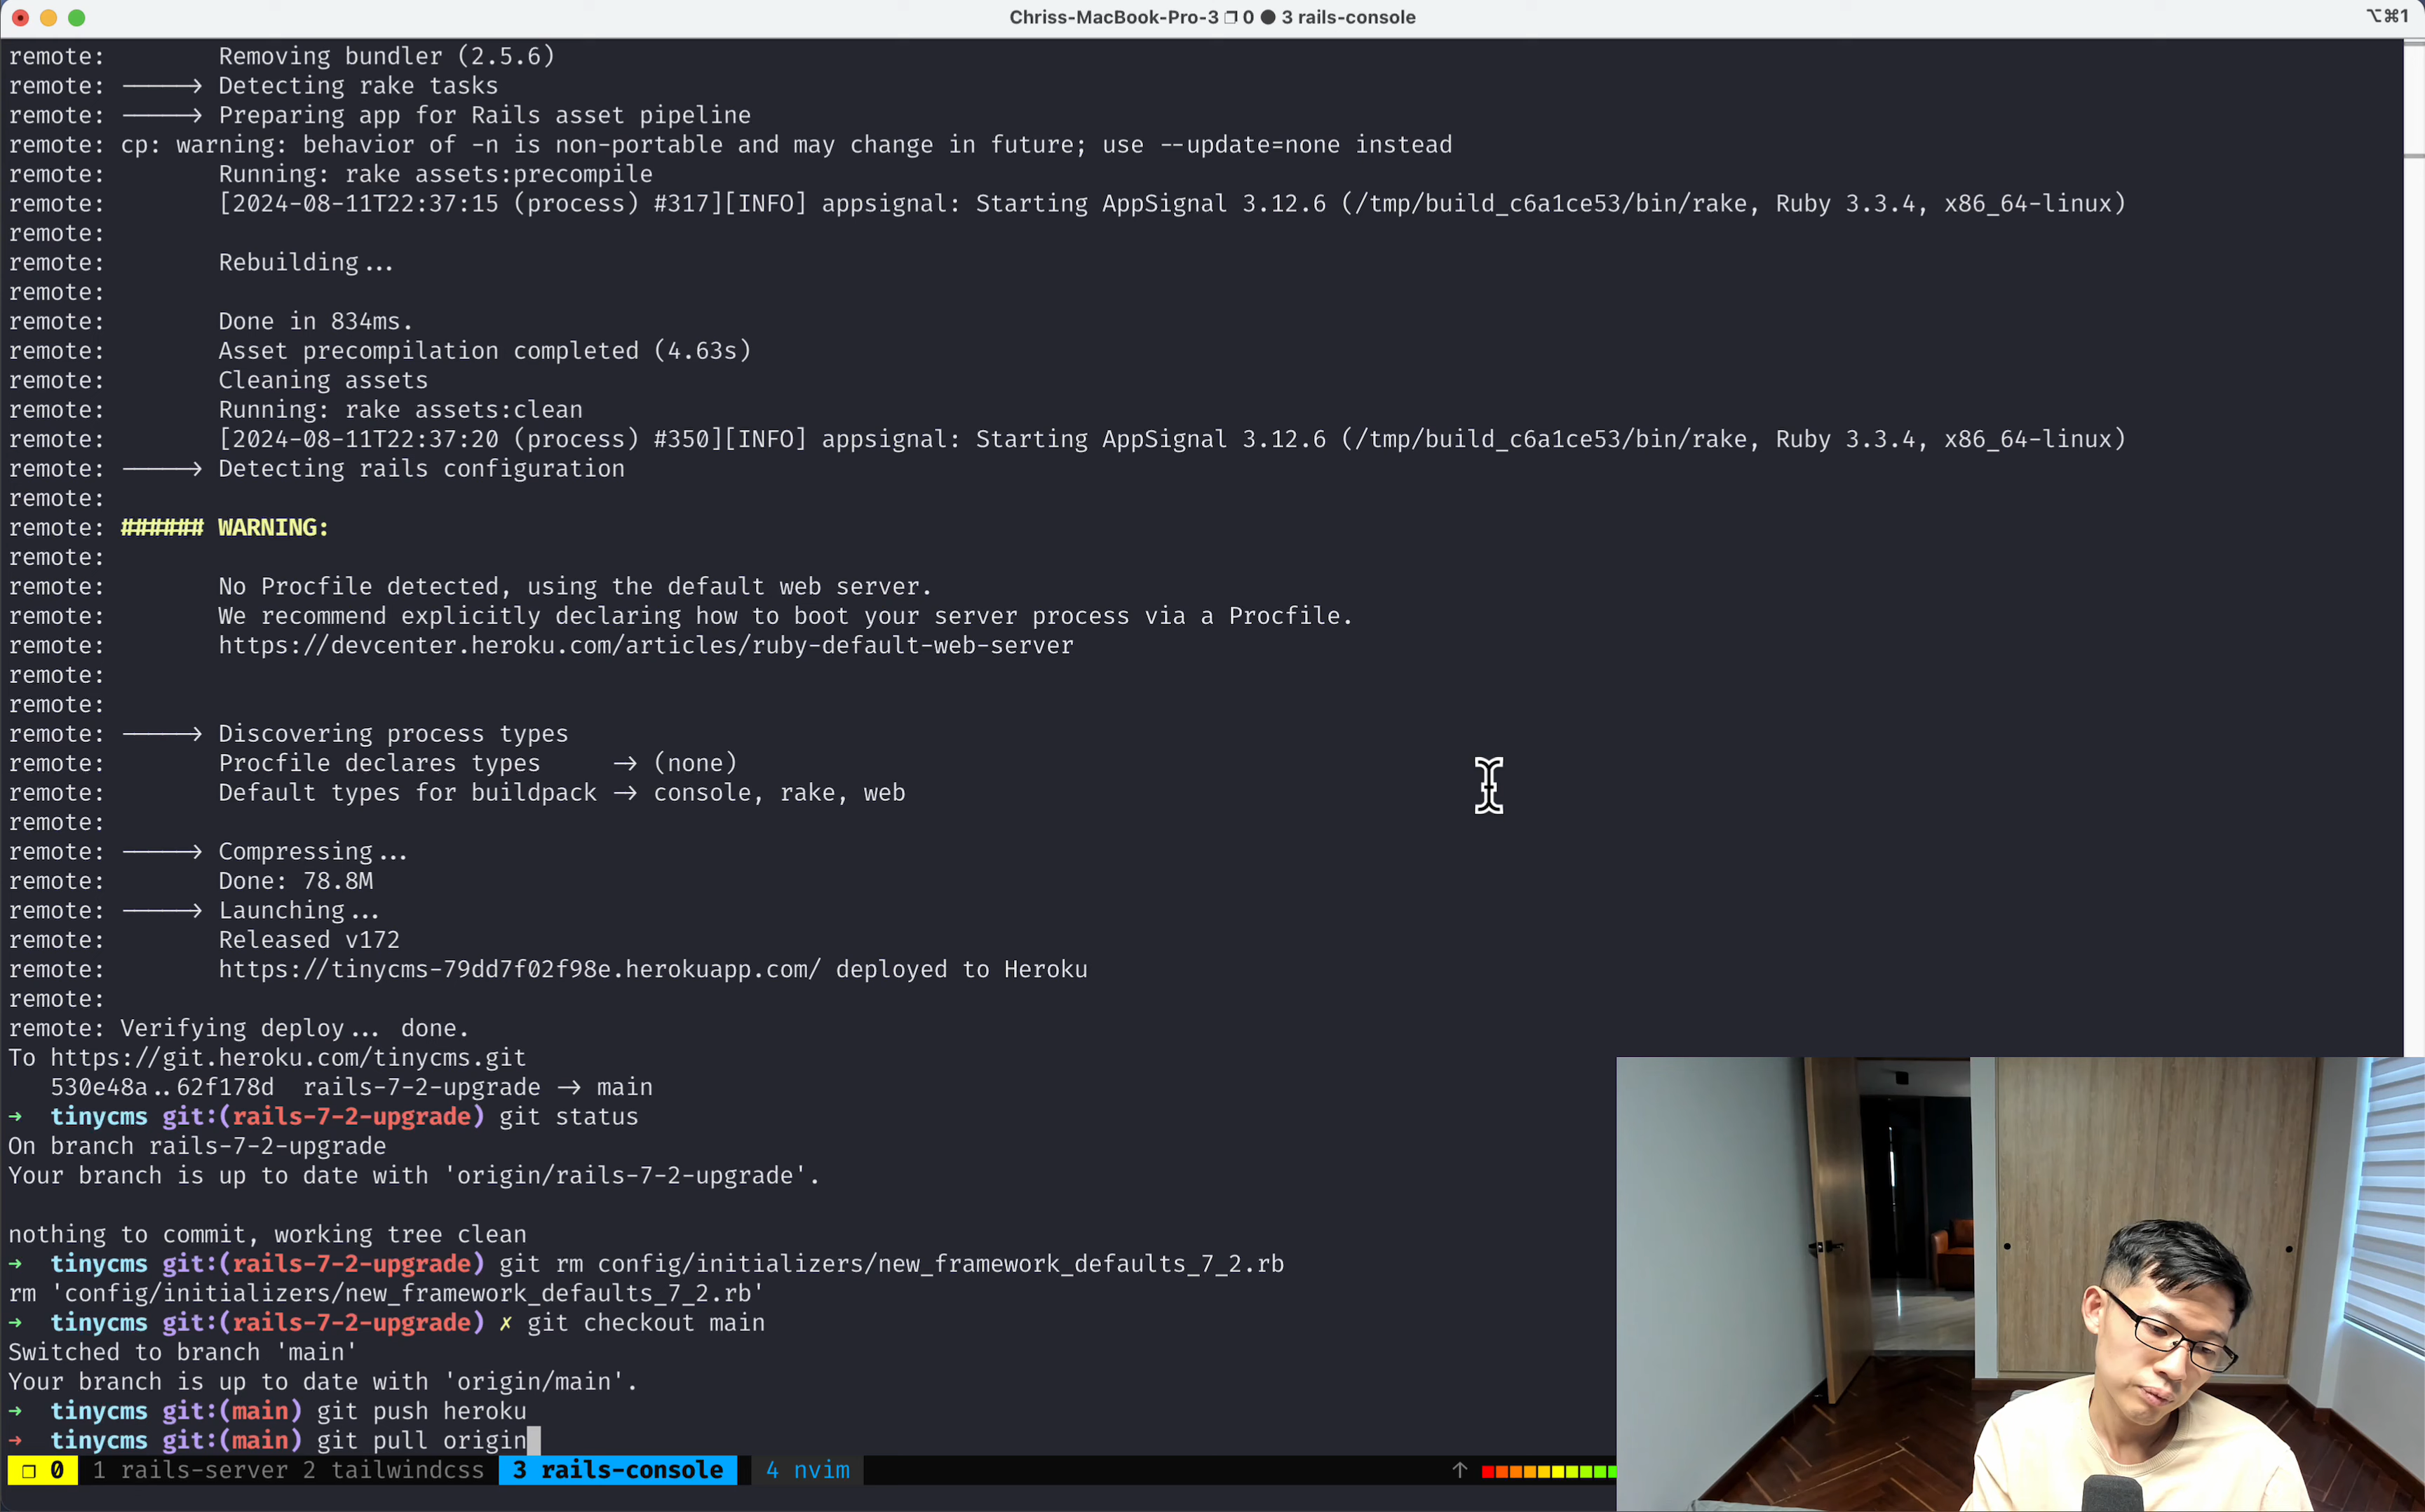 Chriss-MacBook-Pro-3 ❐ 0 ● 3 rails-console
⌥⌘1
remote:        Removing bundler (2.5.6)
remote: -----> Detecting rake tasks
remote: -----> Preparing app for Rails asset pipeline
remote: cp: warning: behavior of -n is non-portable and may change in future; use --update=none instead
remote:        Running: rake assets:precompile
remote:        [2024-08-11T22:37:15 (process) #317][INFO] appsignal: Starting AppSignal 3.12.6 (/tmp/build_c6a1ce53/bin/rake, Ruby 3.3.4, x86_64-linux)
remote:
remote:        Rebuilding...
remote:
remote:        Done in 834ms.
remote:        Asset precompilation completed (4.63s)
remote:        Cleaning assets
remote:        Running: rake assets:clean
remote:        [2024-08-11T22:37:20 (process) #350][INFO] appsignal: Starting AppSignal 3.12.6 (/tmp/build_c6a1ce53/bin/rake, Ruby 3.3.4, x86_64-linux)
remote: -----> Detecting rails configuration
remote:
remote: ###### WARNING:
remote:
remote:        No Procfile detected, using the default web server.
remote:        We recommend explicitly declaring how to boot your server process via a Procfile.
remote:        https://devcenter.heroku.com/articles/ruby-default-web-server
remote:
remote:
remote: -----> Discovering process types
remote:        Procfile declares types     -> (none)
remote:        Default types for buildpack -> console, rake, web
remote:
remote: -----> Compressing...
remote:        Done: 78.8M
remote: -----> Launching...
remote:        Released v172
remote:        https://tinycms-79dd7f02f98e.herokuapp.com/ deployed to Heroku
remote:
remote: Verifying deploy... done.
To https://git.heroku.com/tinycms.git
   530e48a..62f178d  rails-7-2-upgrade -> main
➜  tinycms git:(rails-7-2-upgrade) git status
On branch rails-7-2-upgrade
Your branch is up to date with 'origin/rails-7-2-upgrade'.
nothing to commit, working tree clean
➜  tinycms git:(rails-7-2-upgrade) git rm config/initializers/new_framework_defaults_7_2.rb
rm 'config/initializers/new_framework_defaults_7_2.rb'
➜  tinycms git:(rails-7-2-upgrade) ✗ git checkout main
Switched to branch 'main'
Your branch is up to date with 'origin/main'.
➜  tinycms git:(main) git push heroku
➜  tinycms git:(main) git pull origin
❐ 0  1 rails-server 2 tailwindcss  3 rails-console  4 nvim  ↑